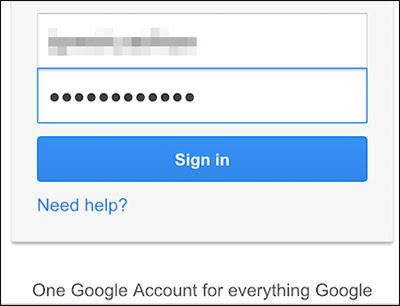 ••••••••••••
Sign in
Need help?
One Google Account for everything Google